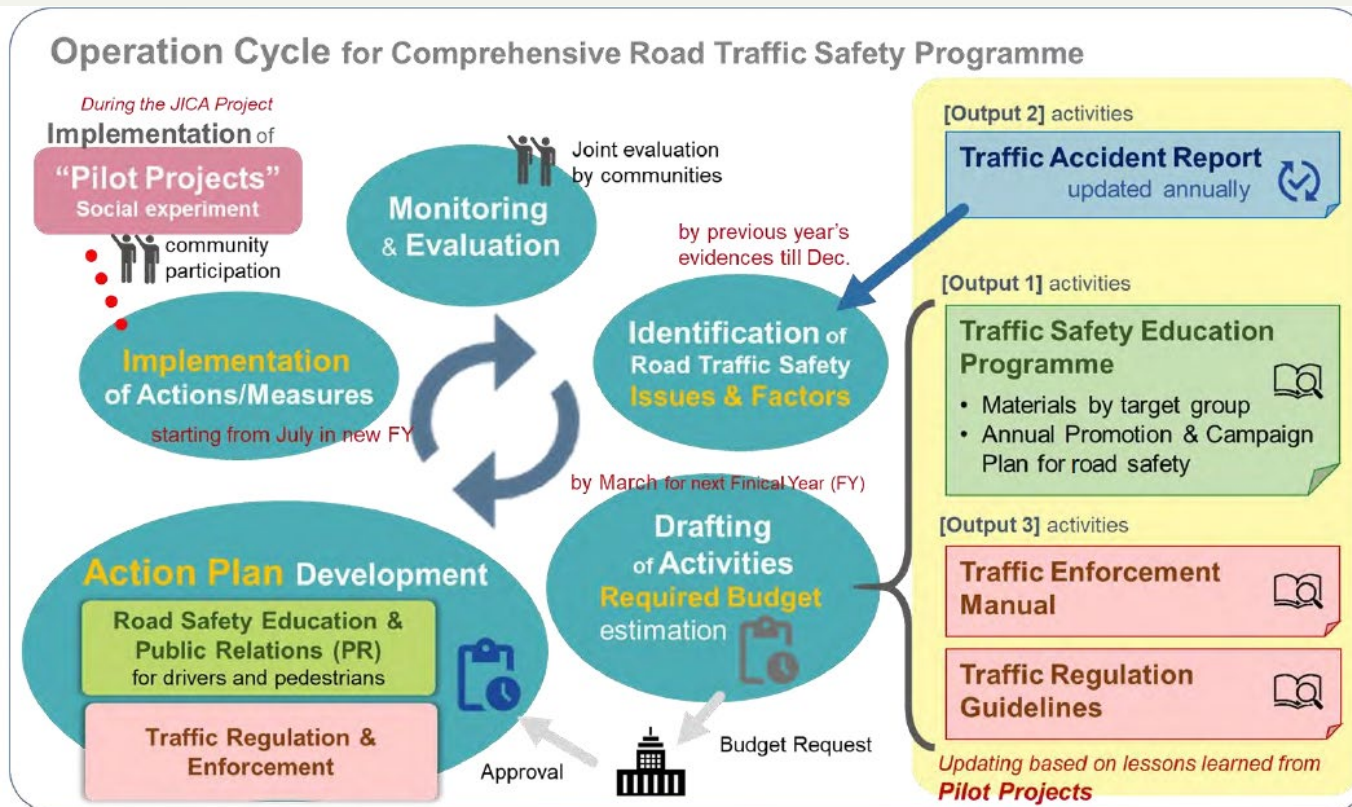 Operation Cycle for Comprehensive Road Traffic Safety Programme
During the JICA Project
Implementation of
“Pilot Projects”
Social experiment
community
participation
Monitoring
& Evaluation
Joint evaluation
by communities
by previous year's
evidences till Dec.
Identification of
Road Traffic Safety
Issues & Factors
Implementation
of Actions/Measures
starting from July in new FY
by March for next Finical Year (FY)
Drafting
of Activities
Required Budget
estimation
Action Plan Development
Road Safety Education &
Public Relations (PR)
for drivers and pedestrians
Traffic Regulation &
Enforcement
Approval
Budget Request
[Output 2] activities
Traffic Accident Report
updated annually
[Output 1] activities
Traffic Safety Education
Programme
• Materials by target group
• Annual Promotion & Campaign
Plan for road safety
[Output 3] activities
Traffic Enforcement
Manual
Traffic Regulation
Guidelines
Updating based on lessons learned from
Pilot Projects